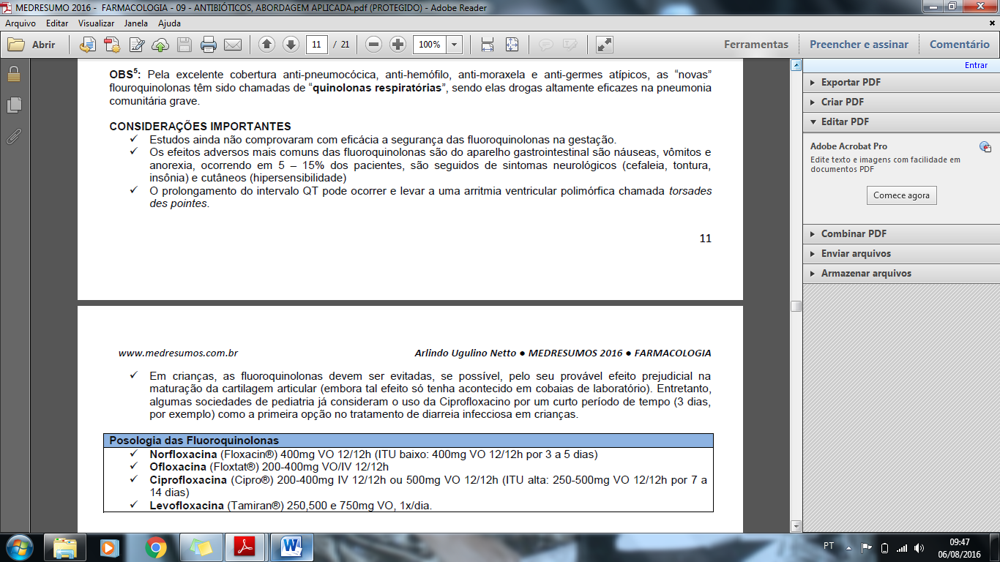 MEDRESUMO 2016 - FARMACOLOGIA - 09 - ANTIBIÓTICOS, ABORDAGEM APLICADA.pdf (PROTEGIDO) - Adobe Reader
Arquivo Editar Visualizar Janela Ajuda
Abrir
11 / 21
100%
Ferramentas Preencher e assinar Comentário
OBS5: Pela excelente cobertura anti-pneumocócica, anti-hemófilo, anti-moraxela e anti-germes atípicos, as “novas”
flouroquinolonas têm sido chamadas de “quinolonas respiratórias”, sendo elas drogas altamente eficazes na pneumonia
comunitária grave.
CONSIDERAÇÕES IMPORTANTES
✓ Estudos ainda não comprovaram com eficácia a segurança das fluoroquinolonas na gestação.
✓ Os efeitos adversos mais comuns das fluoroquinolonas são do aparelho gastrointestinal são náuseas, vômitos e
anorexia, ocorrendo em 5 – 15% dos pacientes, são seguidos de sintomas neurológicos (cefaleia, tontura,
insônia) e cutâneos (hipersensibilidade)
✓ O prolongamento do intervalo QT pode ocorrer e levar a uma arritmia ventricular polimórfica chamada torsades
des pointes.
11
www.medresumos.com.br Arlindo Ugulino Netto ● MEDRESUMOS 2016 ● FARMACOLOGIA
✓ Em crianças, as fluoroquinolonas devem ser evitadas, se possível, pelo seu provável efeito prejudicial na
maturação da cartilagem articular (embora tal efeito só tenha acontecido em cobaias de laboratório). Entretanto,
algumas sociedades de pediatria já consideram o uso da Ciprofloxacino por um curto período de tempo (3 dias,
por exemplo) como a primeira opção no tratamento de diarreia infecciosa em crianças.
Posologia das Fluoroquinolonas
✓ Norfloxacina (Floxacin®) 400mg VO 12/12h (ITU baixo: 400mg VO 12/12h por 3 a 5 dias)
✓ Ofloxacina (Floxtat®) 200-400mg VO/IV 12/12h
✓ Ciprofloxacina (Cipro®) 200-400mg IV 12/12h ou 500mg VO 12/12h (ITU alta: 250-500mg VO 12/12h por 7 a
14 dias)
✓ Levofloxacina (Tamiran®) 250,500 e 750mg VO, 1x/dia.
Entrar
Exportar PDF
Criar PDF
Editar PDF
Adobe Acrobat Pro
Edite texto e imagens com facilidade em
documentos PDF
Comece agora
Combinar PDF
Enviar arquivos
Armazenar arquivos
PT
09:47
06/08/2016